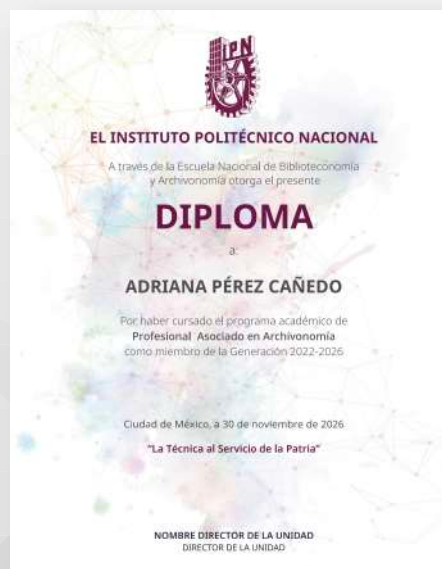 IPN
EL INSTITUTO POLITÉCNICO NACIONAL
A través de la Escuela Nacional de Biblioteconomía
y Archivonomía otorga el presente
DIPLOMA
a:
ADRIANA PÉREZ CAÑEDO
Por haber cursado el programa académico de
Profesional Asociado en Archivonomía
como miembro de la Generación 2022-2026
Ciudad de México, a 30 de noviembre de 2026
"La Técnica al Servicio de la Patria"
NOMBRE DIRECTOR DE LA UNIDAD
DIRECTOR DE LA UNIDAD